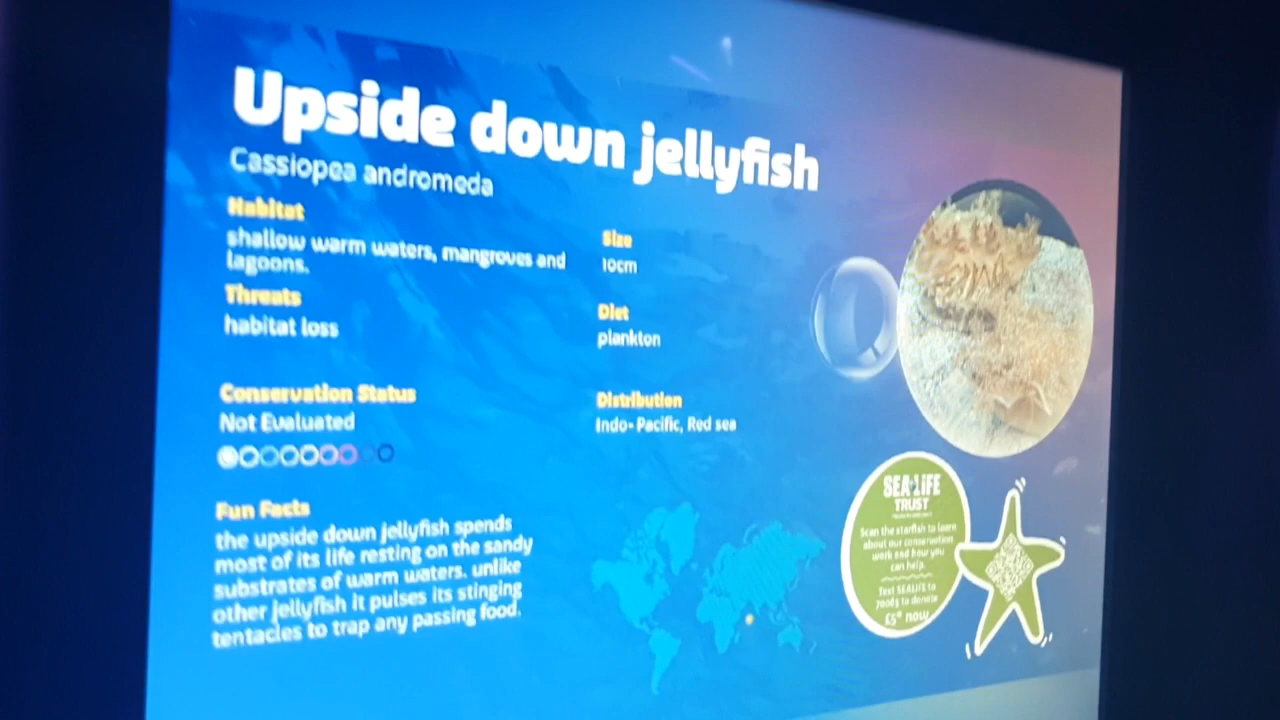 Upside down jellyfish
Cassiopea andromeda
Habitat
shallow warm waters, mangroves and
lagoons.
Threats
habitat loss
Conservation Status
Not Evaluated
Fun Facts
the upside down jellyfish spends
most of its life resting on the sandy
substrates of warm waters. unlike
other jellyfish it pulses its stinging
tentacles to trap any passing food.
Size
10cm
Diet
plankton
Distribution
Indo-Pacific, Red sea
SEA LiFE
TRUST
Scan the starfish to learn
about our conservation
work and how you
can help.
Text SEALIFE to
to donate
£5* now